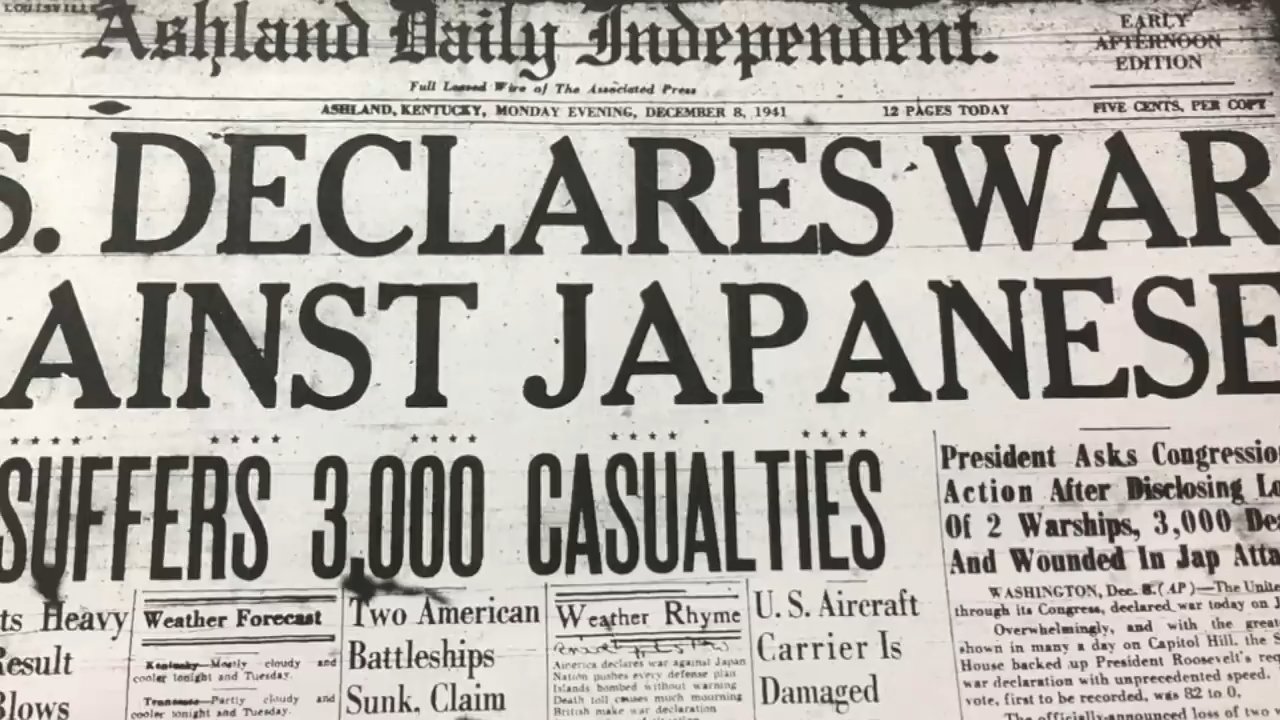 LOUISVILLE
Ashland Daily Independent.
EARLY
AFTERNOON
EDITION
Full Leased Wire of The Associated Press
ASHLAND, KENTUCKY, MONDAY EVENING, DECEMBER 8, 1941
12 PAGES TODAY
FIVE CENTS, PER COPY
S. DECLARES WAR
AINST JAPANESE
SUFFERS 3,000 CASUALTIES
President Asks Congressio
Action After Disclosing Lo
Of 2 Warships, 3,000 De
And Wounded In Jap Atta
WASHINGTON, Dec. 8.(AP)—The Unite
through its Congress, declared war today on
Overwhelmingly, and with the great
shown in many a day on Capitol Hill, the S
House backed up President Roosevelt's req
war declaration with unprecedented speed.
vote, first to be recorded, was 82 to 0.
The officially-announced loss of two
ts Heavy
Result
Blows
Weather Forecast
Kentucky—Mostly cloudy and
cooler tonight and Tuesday.
Tennessee—Partly cloudy and
cooler tonight and Tuesday.
Two American
Battleships
Sunk, Claim
Weather Rhyme
America declares war against Japan
Nation pushes every defense plan
Islands bombed without warning
Death toll causes much mourning
British make war declaration
U. S. Aircraft
Carrier Is
Damaged